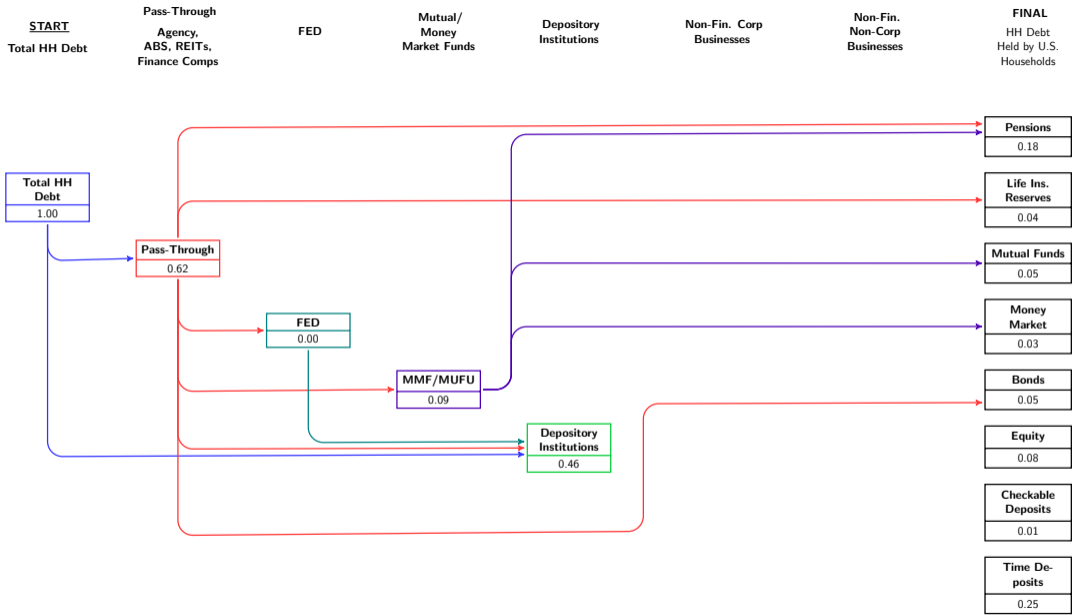 START
Total HH Debt
Pass-Through
Agency,
ABS, REITs,
Finance Comps
FED
Mutual/
Money
Market Funds
Depository
Institutions
Non-Fin. Corp
Businesses
Non-Fin.
Non-Corp
Businesses
FINAL
HH Debt
Held by U.S.
Households
Total HH
Debt
1.00
Pass-Through
0.62
FED
0.00
MMF/MUFU
0.09
Depository
Institutions
0.46
Pensions
0.18
Life Ins.
Reserves
0.04
Mutual Funds
0.05
Money
Market
0.03
Bonds
0.05
Equity
0.08
Checkable
Deposits
0.01
Time De-
posits
0.25